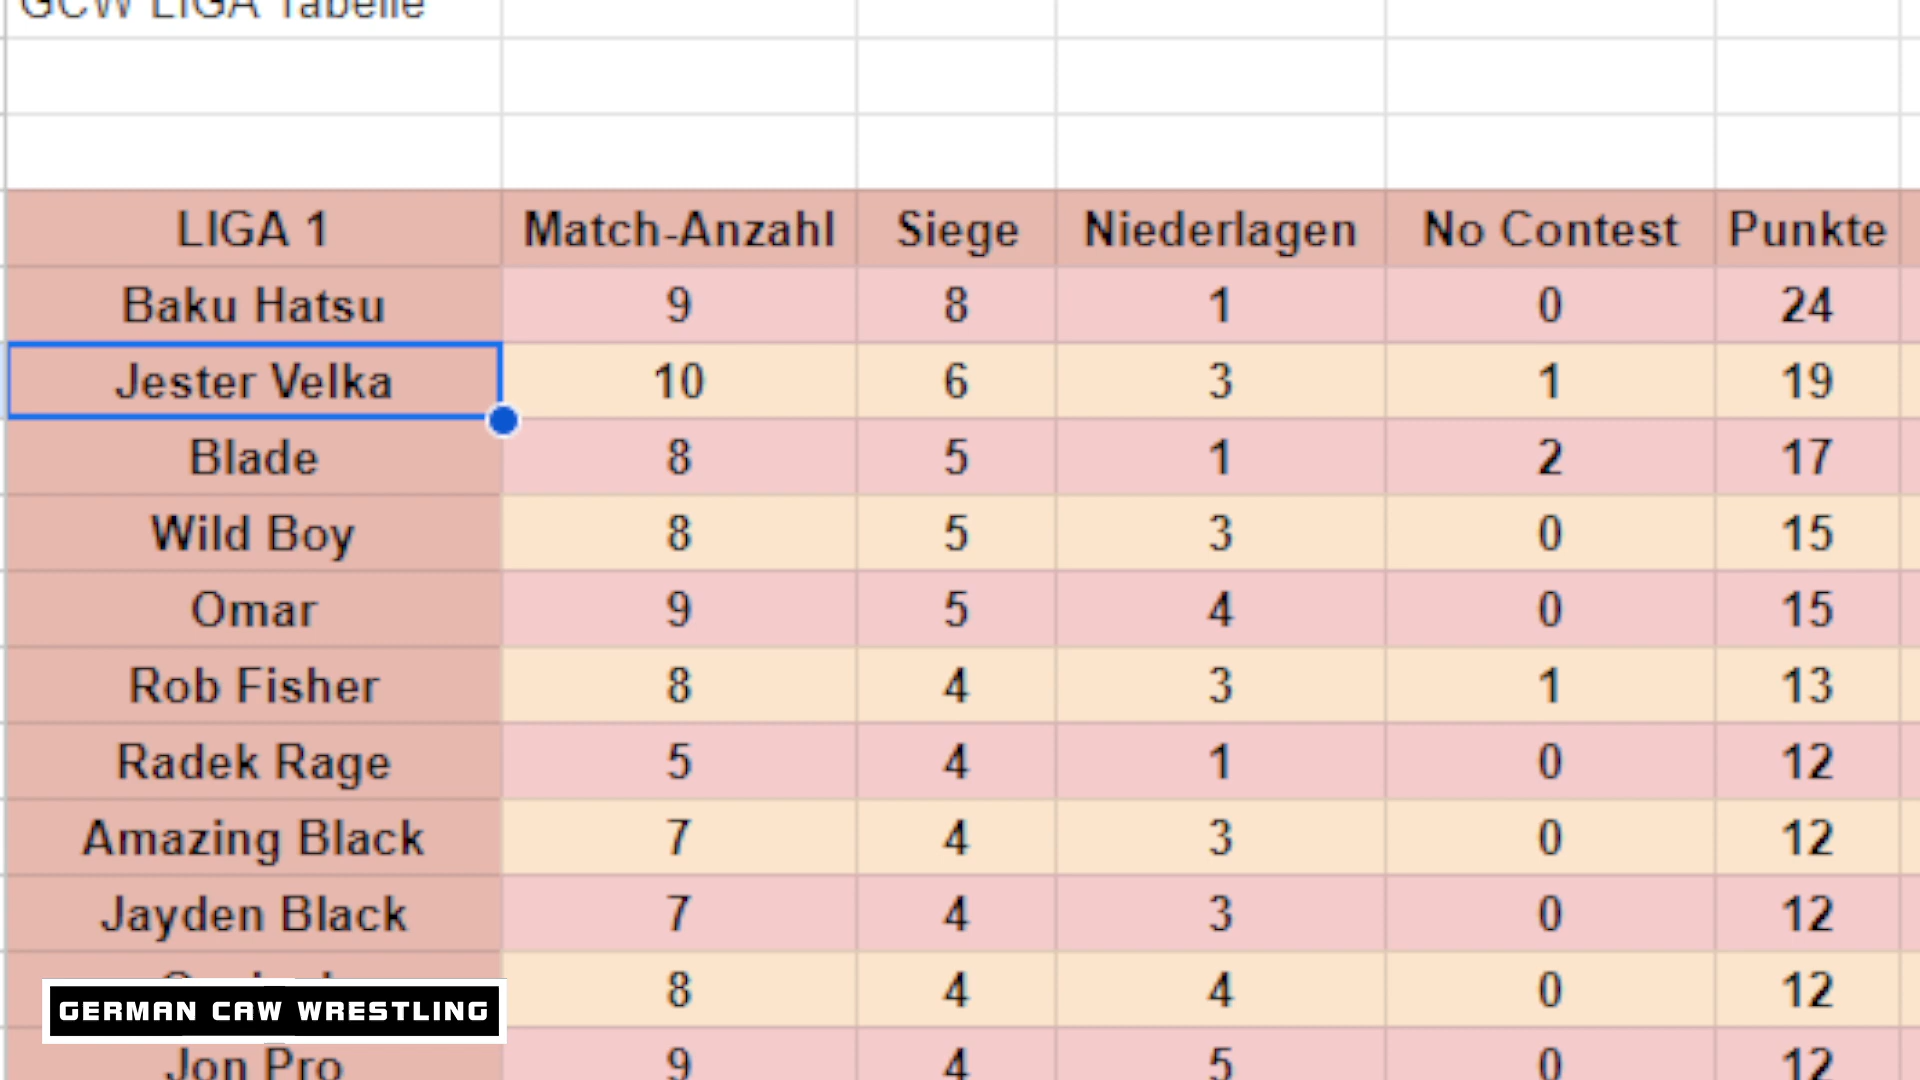 GCW LIGA Tabelle
LIGA 1 Match-Anzahl Siege Niederlagen No Contest Punkte
Baku Hatsu 9 8 1 0 24
Jester Velka 10 6 3 1 19
Blade 8 5 1 2 17
Wild Boy 8 5 3 0 15
Omar 9 5 4 0 15
Rob Fisher 8 4 3 1 13
Radek Rage 5 4 1 0 12
Amazing Black 7 4 3 0 12
Jayden Black 7 4 3 0 12
8 4 4 0 12
GERMAN CAW WRESTLING
Jon Pro 9 4 5 0 12